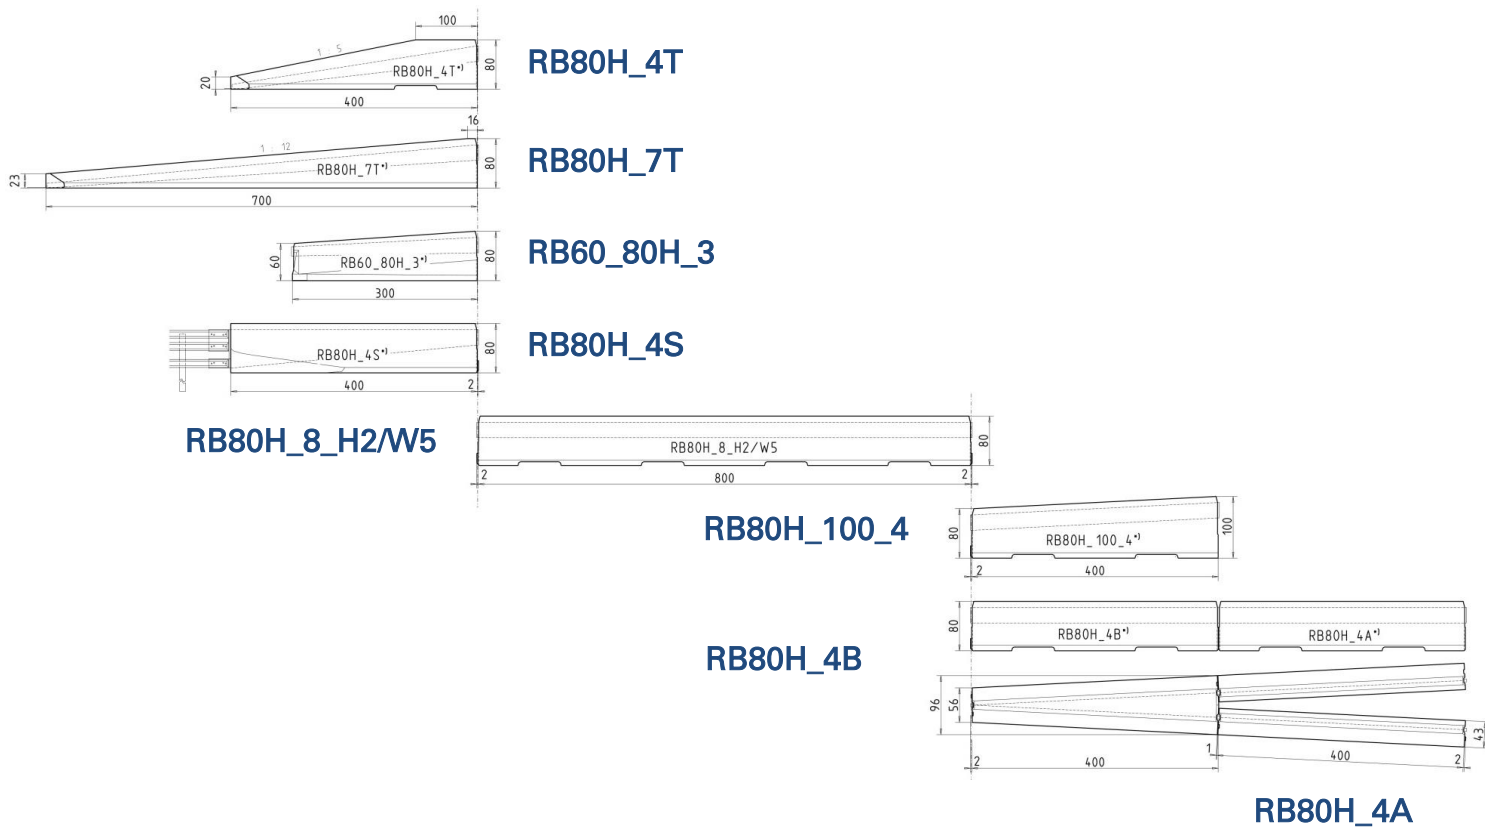 100
1 : 5
RB80H_4T*)
80
20
400
RB80H_4T
16
1 : 12
RB80H_7T*)
80
23
700
RB80H_7T
60
RB60_80H_3*)
80
300
RB60_80H_3
RB80H_4S*)
80
400
2
RB80H_4S
RB80H_8_H2/W5
RB80H_8_H2/W5
80
2
800
2
RB80H_100_4
80
RB80H_100_4*)
100
2
400
80
RB80H_4B*)
RB80H_4A*)
RB80H_4B
96
56
43
2
400
1
400
2
RB80H_4A